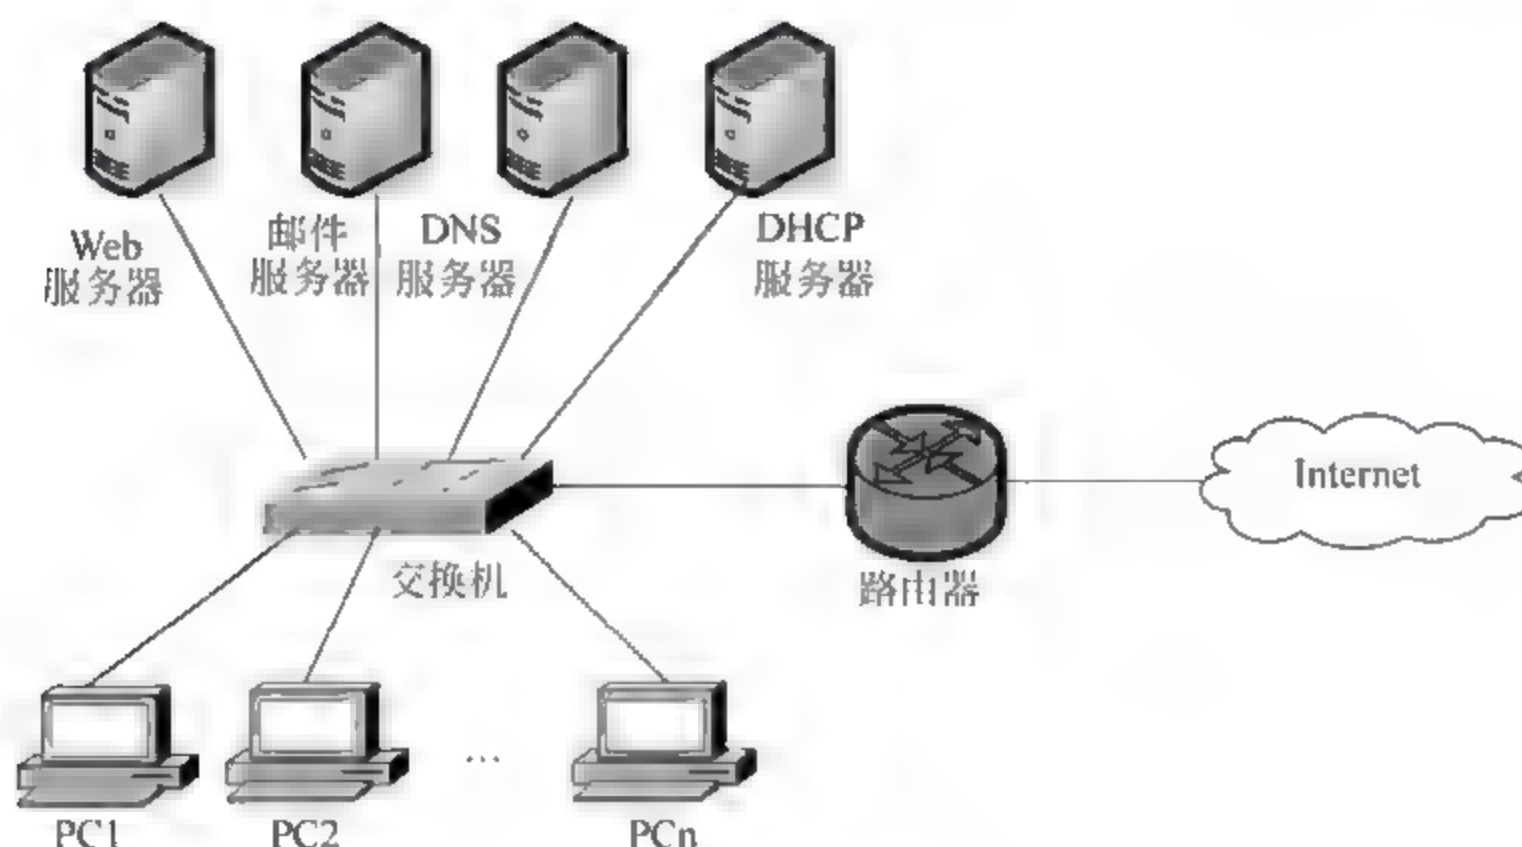 Web
服务器
邮件
服务器
DNS
服务器
DHCP
服务器
Internet
交换机
路由器
...
PC1
PC2
PCn